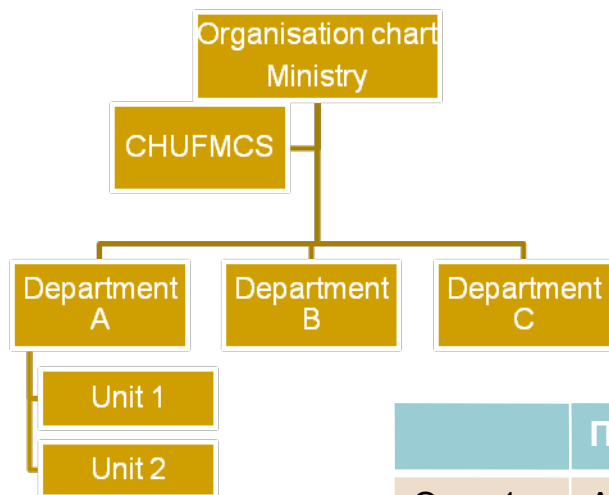 Organisation chart
Ministry
CHUFMCS
Department
A
Department
B
Department
C
Unit 1
Unit 2